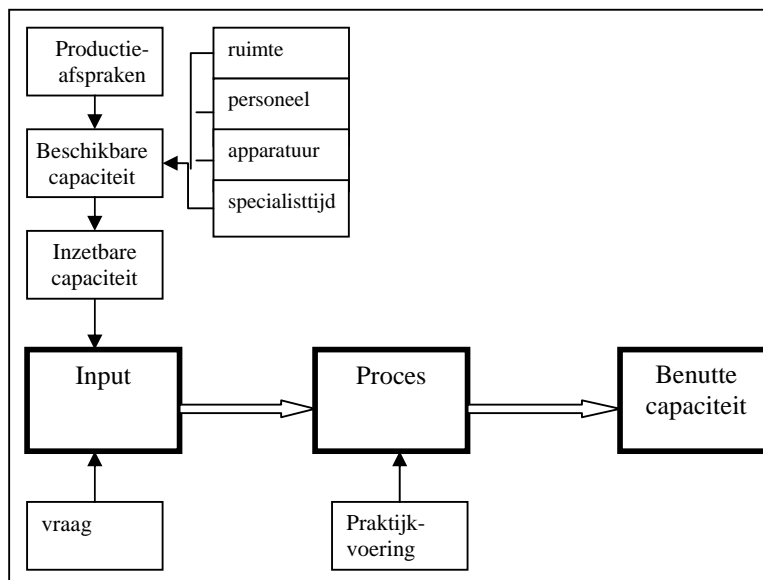 Productie-
afspraken
ruimte
personeel
apparatuur
specialisttijd
Beschikbare
capaciteit
Inzetbare
capaciteit
Input
Proces
Benutte
capaciteit
vraag
Praktijk-
voering